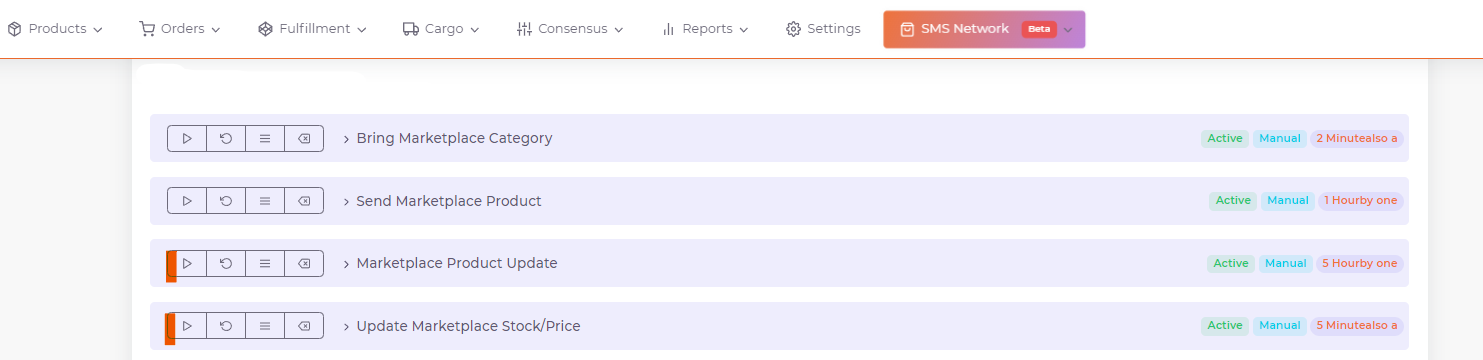 Products Orders Fulfillment Cargo Consensus Reports Settings SMS Network Beta
Bring Marketplace Category Active Manual 2 Minutealso a
Send Marketplace Product Active Manual 1 Hourby one
Marketplace Product Update Active Manual 5 Hourby one
Update Marketplace Stock/Price Active Manual 5 Minutealso a